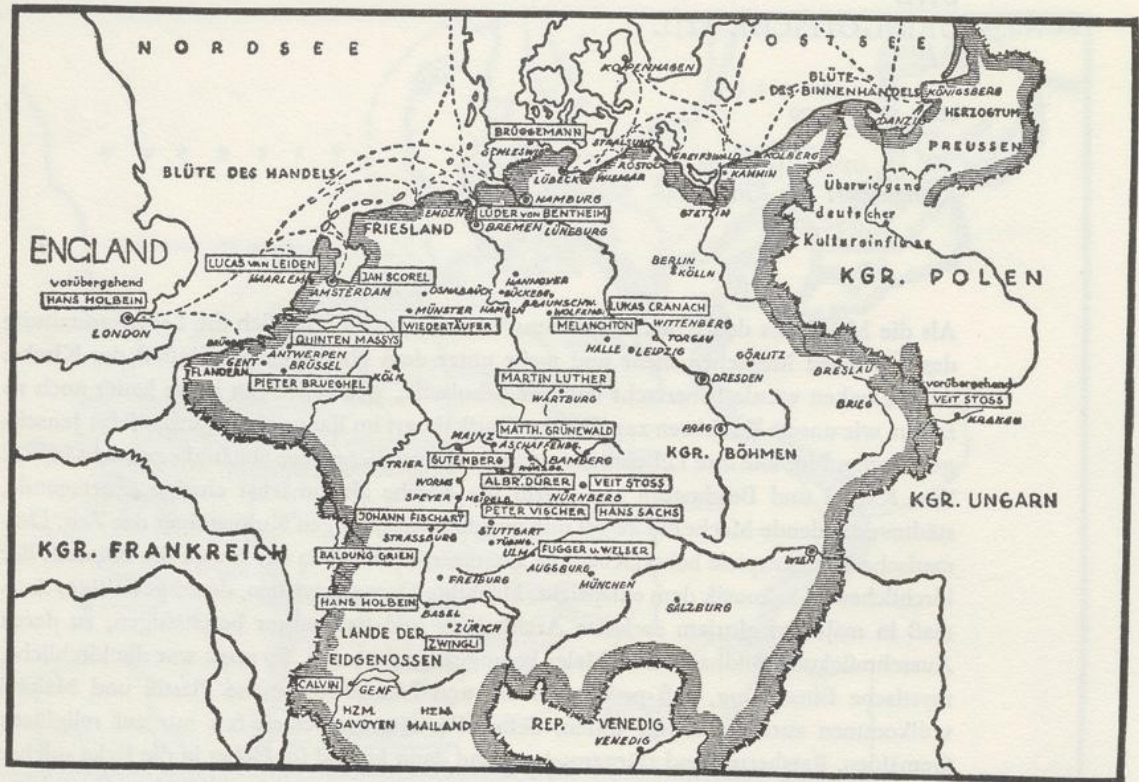 NORDSEE
OSTSEE
KOPENHAGEN
BLÜTE
DES BINNENHANDELS
KÖNIGSBERG
DANZIG
HERZOGTUM
PREUSSEN
BRÜGGEMANN
SCHLESWIG
STRALSUND
GREIFSWALD
KOLBERG
ROSTOCK
KAMMIN
LÜBECK
WISMAR
BLÜTE DES HANDELS
HAMBURG
STETTIN
Überwiegend
deutscher
Kultureinfluss
EMDEN
LÜDER von BENTHEIM
FRIESLAND
BREMEN
LÜNEBURG
ENGLAND
LUCAS van LEIDEN
JAN SCOREL
HAARLEM
AMSTERDAM
BERLIN
KÖLLN
KGR. POLEN
vorübergehend
HANS HOLBEIN
LONDON
OSNABRÜCK
HANNOVER
BÜCKEBG.
BRAUNSCHW.
WOLFENB.
MÜNSTER
HAMELN
LUKAS CRANACH
WIEDERTÄUFER
MELANCHTON
WITTENBERG
TORGAU
QUINTEN MASSYS
HALLE
LEIPZIG
GENT
ANTWERPEN
BRÜSSEL
FLANDERN
PIETER BRUEGHEL
KÖLN
GÖRLITZ
DRESDEN
BRESLAU
BRIEG
vorübergehend
VEIT STOSS
KRAKAU
MARTIN LUTHER
WARTBURG
MATTH. GRÜNEWALD
MAINZ
ASCHAFFENBG.
PRAG
KGR. BÖHMEN
TRIER
GUTENBERG
BAMBERG
WORMS
ALBR. DÜRER
VEIT STOSS
SPEYER
HEIDELB.
NÜRNBERG
PETER VISCHER
HANS SACHS
KGR. UNGARN
JOHANN FISCHART
STRASSBURG
STUTTGART
TÜBING.
ULM
KGR. FRANKREICH
BALDUNG GRIEN
FUGGER u. WELSER
WIEN
AUGSBURG
MÜNCHEN
FREIBURG
SALZBURG
HANS HOLBEIN
BASEL
ZÜRICH
LANDE DER
ZWINGLI
EIDGENOSSEN
CALVIN
GENF
HZM.
SAVOYEN
HZM.
MAILAND
REP. VENEDIG
VENEDIG